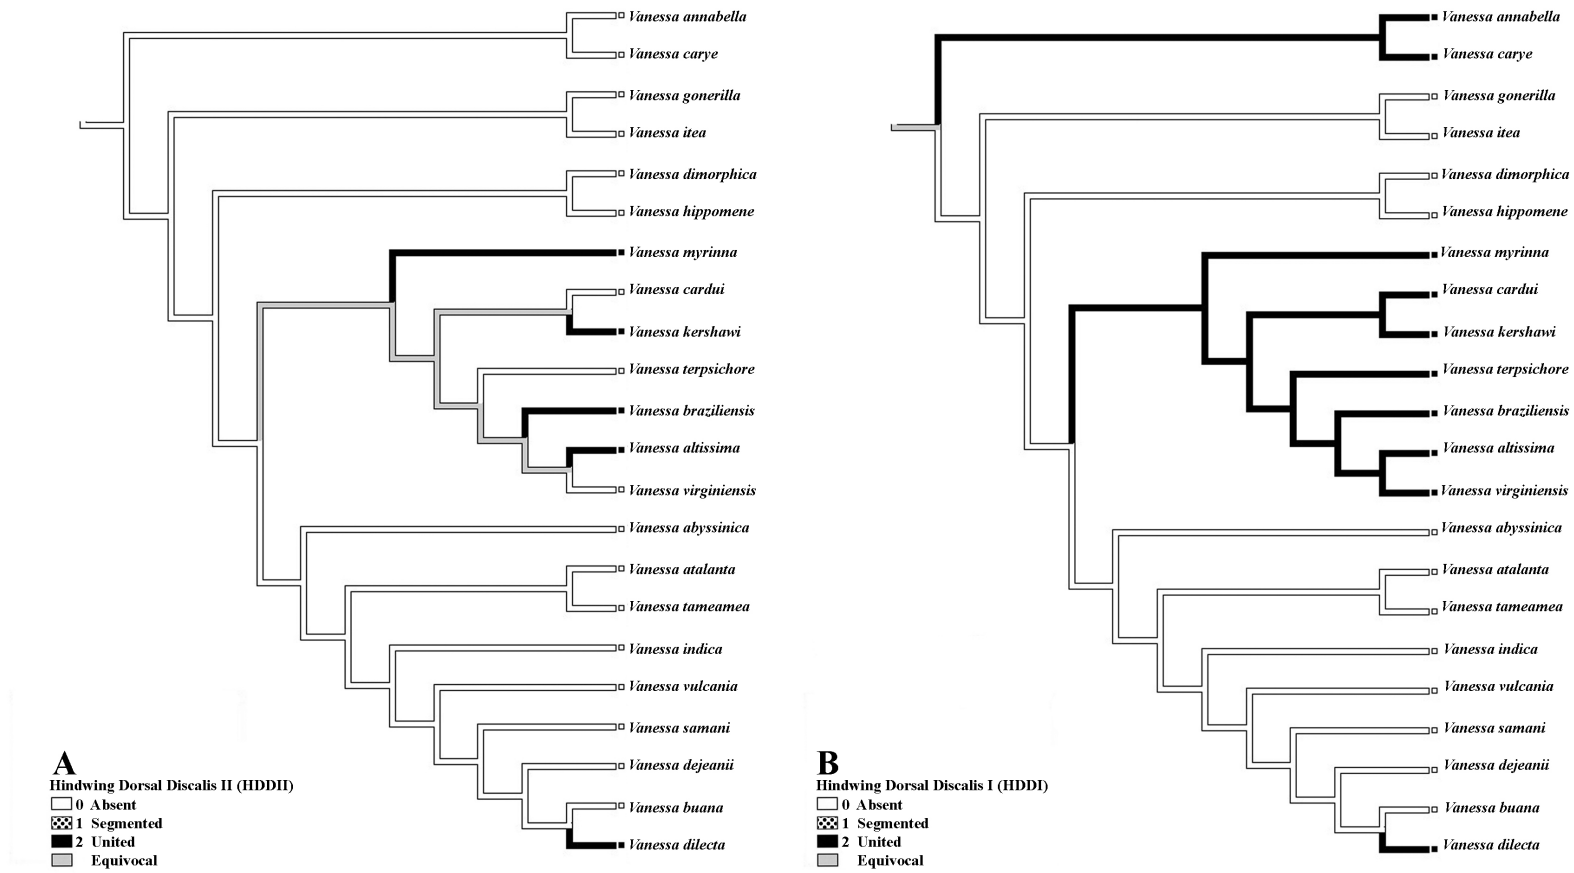 Vanessa annabella
Vanessa carye
Vanessa gonerilla
Vanessa itea
Vanessa dimorphica
Vanessa hippomene
Vanessa myrinna
Vanessa cardui
Vanessa kershawi
Vanessa terpsichore
Vanessa braziliensis
Vanessa altissima
Vanessa virginiensis
Vanessa abyssinica
Vanessa atalanta
Vanessa tameamea
Vanessa indica
Vanessa vulcania
Vanessa samani
Vanessa dejeanii
Vanessa buana
Vanessa dilecta
A
Hindwing Dorsal Discalis II (HDDII)
0 Absent
1 Segmented
2 United
Equivocal
Vanessa annabella
Vanessa carye
Vanessa gonerilla
Vanessa itea
Vanessa dimorphica
Vanessa hippomene
Vanessa myrinna
Vanessa cardui
Vanessa kershawi
Vanessa terpsichore
Vanessa braziliensis
Vanessa altissima
Vanessa virginiensis
Vanessa abyssinica
Vanessa atalanta
Vanessa tameamea
Vanessa indica
Vanessa vulcania
Vanessa samani
Vanessa dejeanii
Vanessa buana
Vanessa dilecta
B
Hindwing Dorsal Discalis I (HDDI)
0 Absent
1 Segmented
2 United
Equivocal